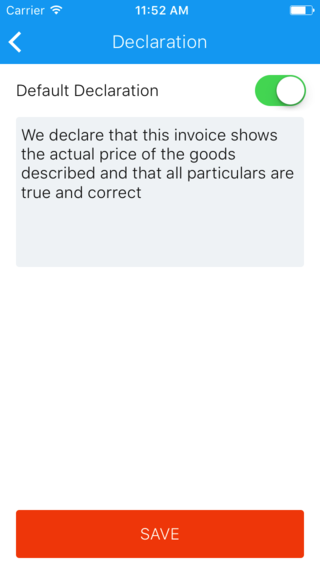 Carrier 11:52 AM
Declaration
Default Declaration
We declare that this invoice shows
the actual price of the goods
described and that all particulars are
true and correct
SAVE